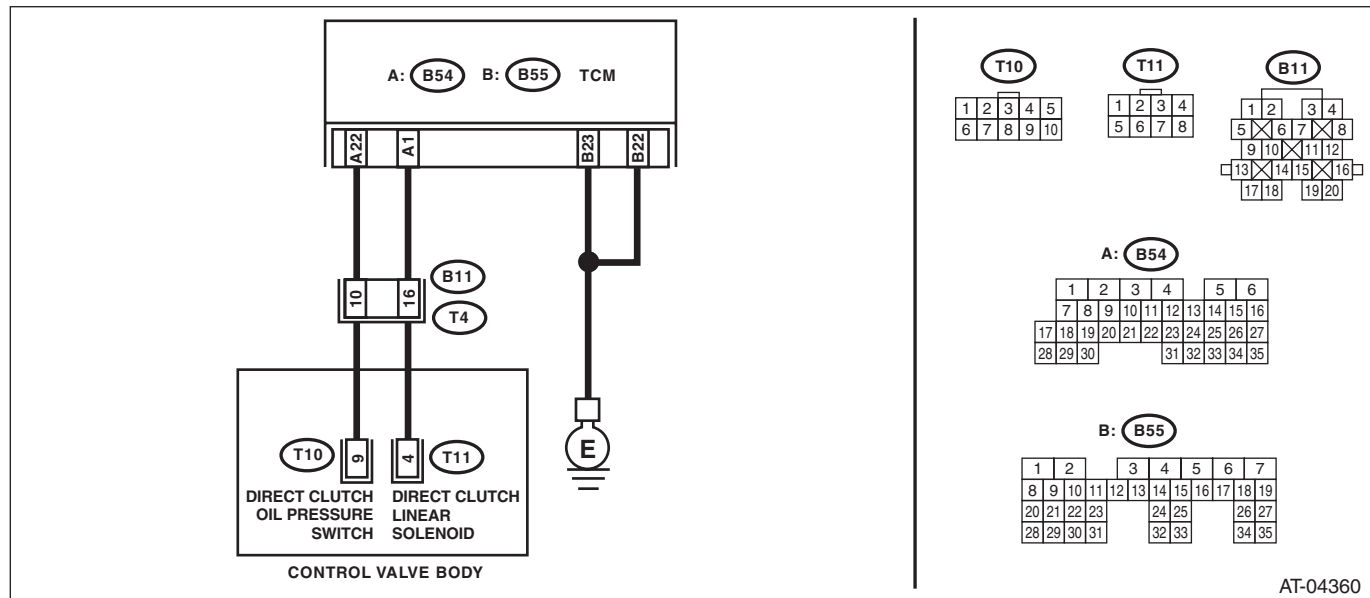 A: B54 B: B55 TCM
A22 A1 B23 B22
10 16
B11
T4
T10 9 4 T11
DIRECT CLUTCH OIL PRESSURE SWITCH
DIRECT CLUTCH LINEAR SOLENOID
CONTROL VALVE BODY
E
T10
1 2 3 4 5
6 7 8 9 10
T11
1 2 3 4
5 6 7 8
B11
1 2 3 4
5 6 7 8
9 10 11 12
13 14 15 16
17 18 19 20
A: B54
1 2 3 4 5 6
7 8 9 10 11 12 13 14 15 16
17 18 19 20 21 22 23 24 25 26 27
28 29 30 31 32 33 34 35
B: B55
1 2 3 4 5 6 7
8 9 10 11 12 13 14 15 16 17 18 19
20 21 22 23 24 25 26 27
28 29 30 31 32 33 34 35
AT-04360